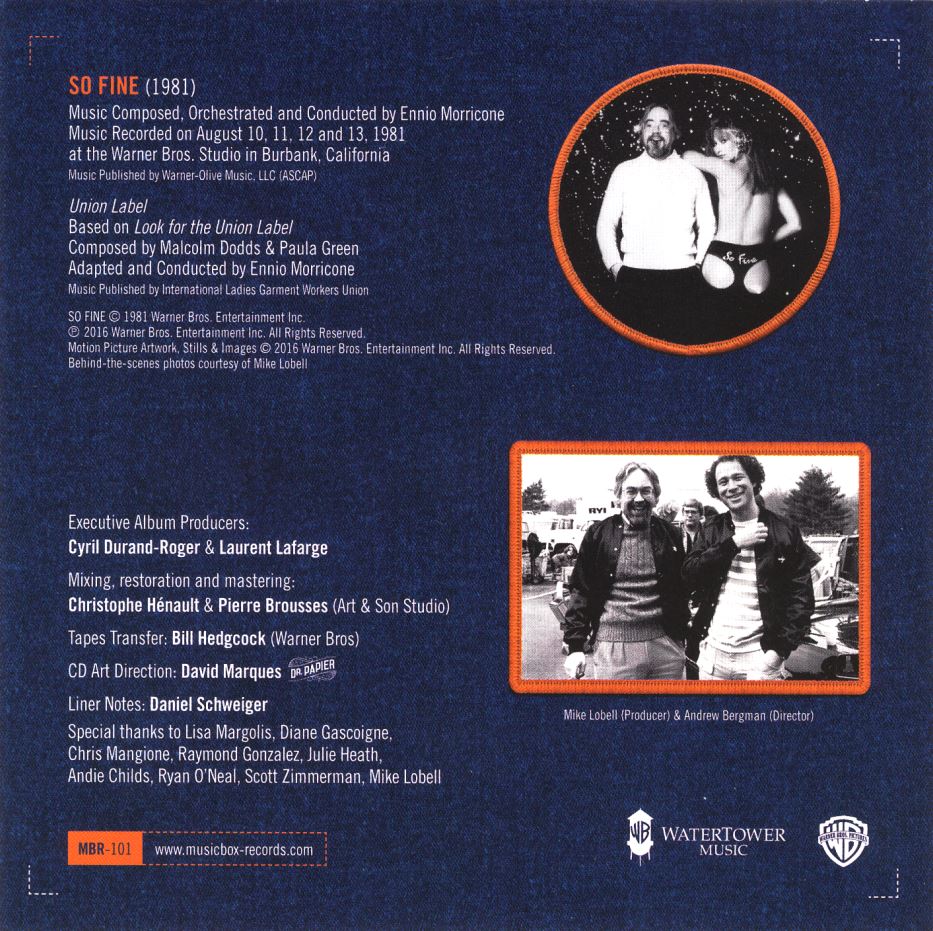 SO FINE (1981)
Music Composed, Orchestrated and Conducted by Ennio Morricone
Music Recorded on August 10, 11, 12 and 13, 1981
at the Warner Bros. Studio in Burbank, California
Music Published by Warner-Olive Music, LLC (ASCAP)
Union Label
Based on Look for the Union Label
Composed by Malcolm Dodds & Paula Green
Adapted and Conducted by Ennio Morricone
Music Published by International Ladies Garment Workers Union
SO FINE © 1981 Warner Bros. Entertainment Inc.
℗ 2016 Warner Bros. Entertainment Inc. All Rights Reserved.
Motion Picture Artwork, Stills & Images © 2016 Warner Bros. Entertainment Inc. All Rights Reserved.
Behind-the-scenes photos courtesy of Mike Lobell
So Fine
RYI
Mike Lobell (Producer) & Andrew Bergman (Director)
Executive Album Producers:
Cyril Durand-Roger & Laurent Lafarge
Mixing, restoration and mastering:
Christophe Hénault & Pierre Brousses (Art & Son Studio)
Tapes Transfer: Bill Hedgcock (Warner Bros)
CD Art Direction: David Marques DR. PAPIER
Liner Notes: Daniel Schweiger
Special thanks to Lisa Margolis, Diane Gascoigne,
Chris Mangione, Raymond Gonzalez, Julie Heath,
Andie Childs, Ryan O'Neal, Scott Zimmerman, Mike Lobell
MBR-101 www.musicbox-records.com
WB WATERTOWER
MUSIC
WARNER BROS. PICTURES
WB